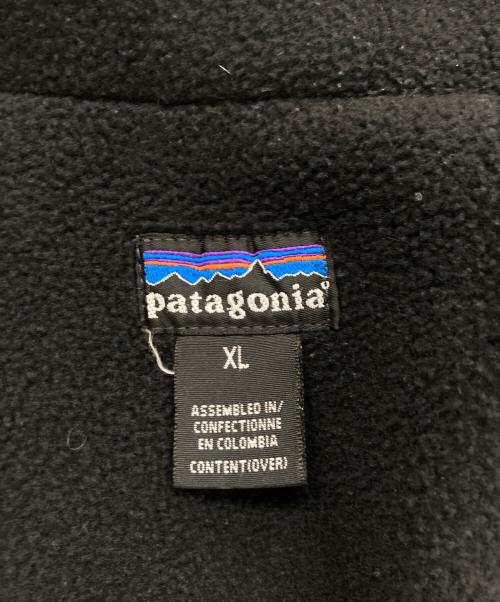 patagonia®
XL
ASSEMBLED IN/
CONFECTIONNE
EN COLOMBIA
CONTENT(OVER)